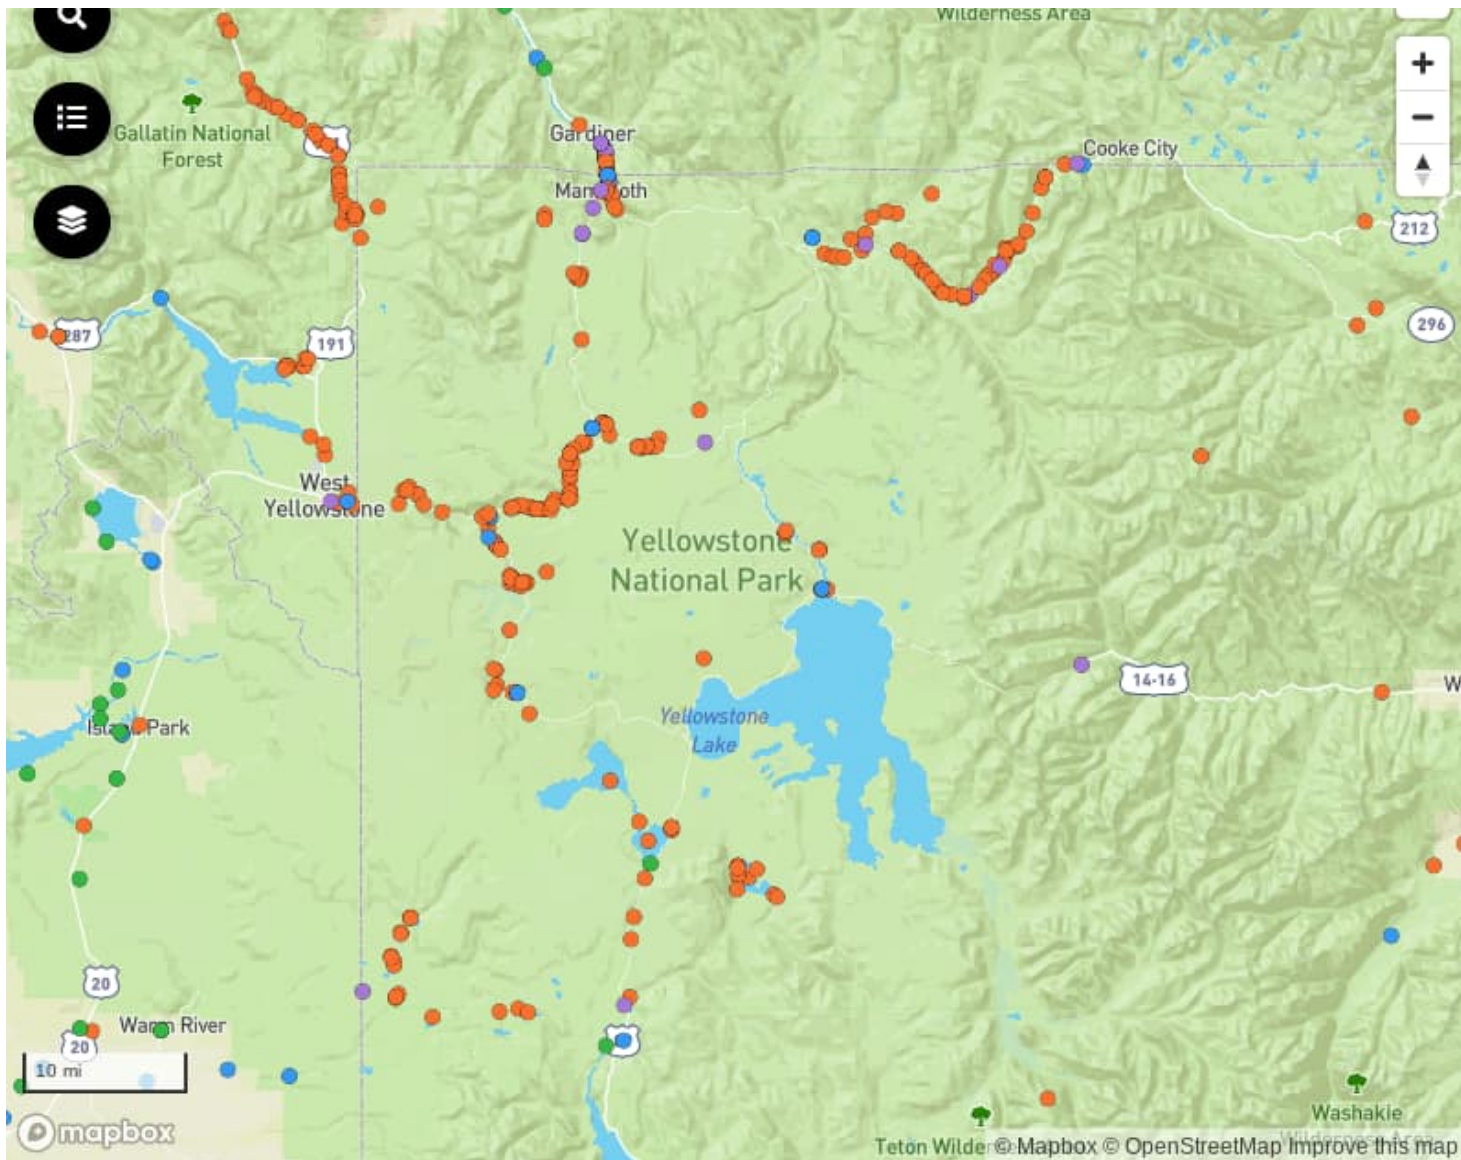 Wilderness Area
Gallatin National
Forest
Gardiner
Mammoth
Cooke City
212
287
191
296
West
Yellowstone
Yellowstone
National Park
14-16
W
Yellowstone
Lake
Island Park
20
Warm River
20
10 mi
mapbox
Washakie
Wilderness Area
Teton Wilder
© Mapbox © OpenStreetMap Improve this map